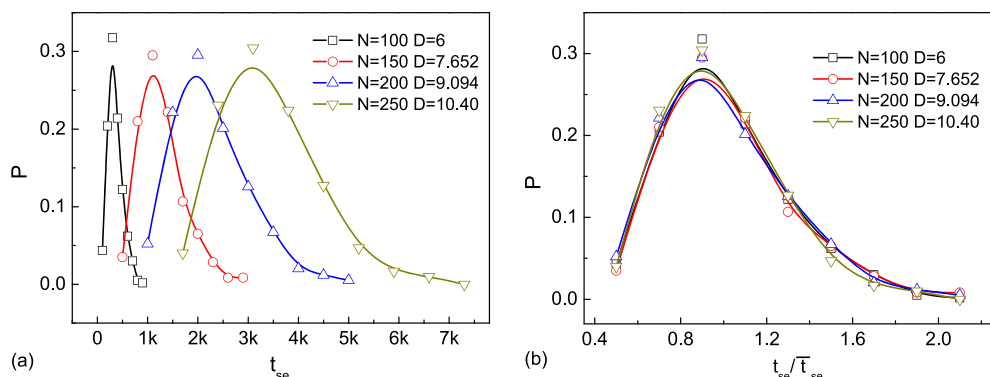 0.3
0.2
0.1
0.0
P
0 1k 2k 3k 4k 5k 6k 7k
t_se
(a)
N=100 D=6
N=150 D=7.652
N=200 D=9.094
N=250 D=10.40
0.3
0.2
0.1
0.0
P
0.4 0.8 1.2 1.6 2.0
t_se/t̅_se
(b)
N=100 D=6
N=150 D=7.652
N=200 D=9.094
N=250 D=10.40